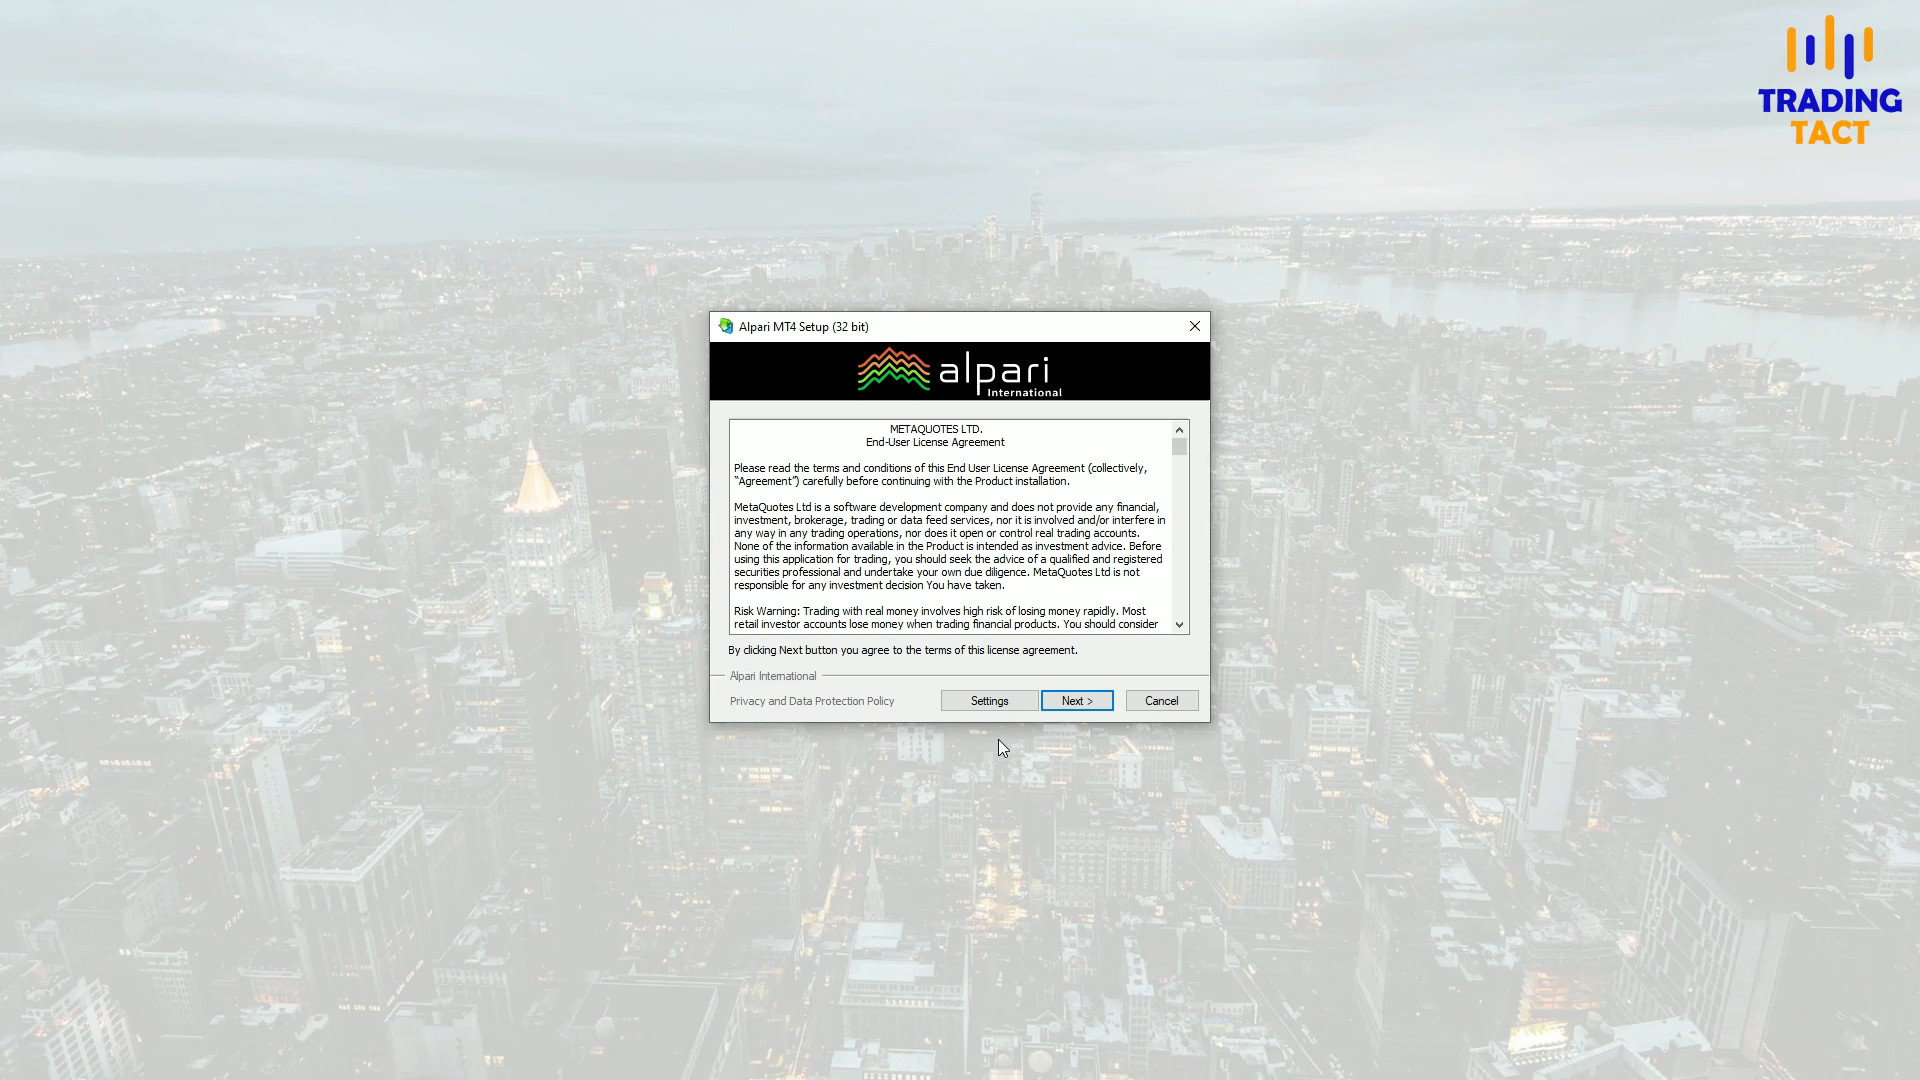 TRADING
TACT
Alpari MT4 Setup (32 bit)
alpari
International
METAQUOTES LTD.
End-User License Agreement
Please read the terms and conditions of this End User License Agreement (collectively,
“Agreement”) carefully before continuing with the Product installation.
MetaQuotes Ltd is a software development company and does not provide any financial,
investment, brokerage, trading or data feed services, nor it is involved and/or interfere in
any way in any trading operations, nor does it open or control real trading accounts.
None of the information available in the Product is intended as investment advice. Before
using this application for trading, you should seek the advice of a qualified and registered
securities professional and undertake your own due diligence. MetaQuotes Ltd is not
responsible for any investment decision You have taken.
Risk Warning: Trading with real money involves high risk of losing money rapidly. Most
retail investor accounts lose money when trading financial products. You should consider
By clicking Next button you agree to the terms of this license agreement.
Alpari International
Privacy and Data Protection Policy
Settings
Next >
Cancel